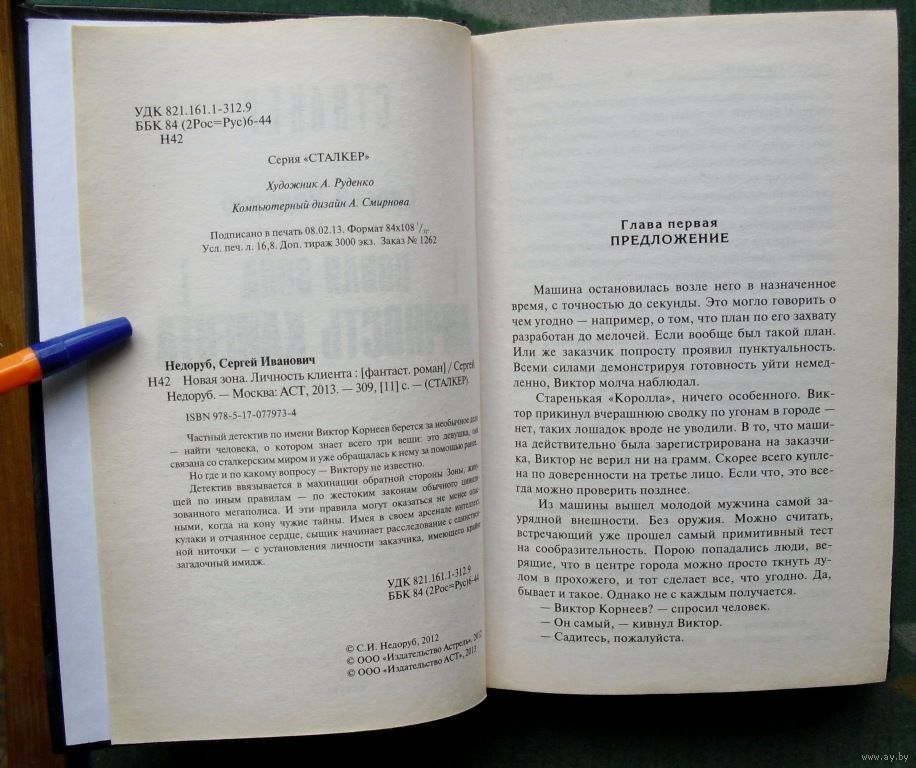 УДК 821.161.1-312.9
ББК 84 (2Рос=Рус)6-44
Н42
Серия «СТАЛКЕР»
Художник А. Руденко
Компьютерный дизайн А. Смирнова
Подписано в печать 08.02.13. Формат 84х108 1/32.
Усл. печ. л. 16,8. Доп. тираж 3000 экз. Заказ № 1262
Недоруб, Сергей Иванович
Н42 Новая зона. Личность клиента : [фантаст. роман] / Сергей
Недоруб. — Москва: АСТ, 2013. — 309, [11] с. — (СТАЛКЕР).
ISBN 978-5-17-077973-4
Частный детектив по имени Виктор Корнеев берется за необычное дело
— найти человека, о котором знает всего три вещи: это девушка, она
связана со сталкерским миром и уже обращалась к нему за помощью ранее.
Но где и по какому вопросу — Виктору не известно.
Детектив ввязывается в махинации обратной стороны Зоны, живу-
щей по иным правилам — по жестоким законам обычного цивили-
зованного мегаполиса. И эти правила могут оказаться не менее опас-
ными, когда на кону чужие тайны. Имея в своем арсенале интеллект,
кулаки и отчаянное сердце, сыщик начинает расследование с единствен-
ной ниточки — с установления личности заказчика, имеющего крайне
загадочный имидж.
УДК 821.161.1-312.9
ББК 84 (2Рос=Рус)6-44
© С.И. Недоруб, 2012
© ООО «Издательство Астрель», 2012
© ООО «Издательство АСТ», 2013
Глава первая
ПРЕДЛОЖЕНИЕ
Машина остановилась возле него в назначенное
время, с точностью до секунды. Это могло говорить о
чем угодно — например, о том, что план по его захвату
разработан до мелочей. Если вообще был такой план.
Или же заказчик попросту проявил пунктуальность.
Всеми силами демонстрируя готовность уйти немед-
ленно, Виктор молча наблюдал.
Старенькая «Королла», ничего особенного. Вик-
тор прикинул вчерашнюю сводку по угонам в городе —
нет, таких лошадок вроде не уводили. В то, что маши-
на действительно была зарегистрирована на заказчи-
ка, Виктор не верил ни на грамм. Скорее всего купле-
на по доверенности на третье лицо. Если что, это все-
гда можно проверить позднее.
Из машины вышел молодой мужчина самой за-
урядной внешности. Без оружия. Можно считать,
встречающий уже прошел самый примитивный тест
на сообразительность. Порою попадались люди, ве-
рящие, что в центре города можно просто ткнуть ду-
лом в прохожего, и тот сделает все, что угодно. Да,
бывает и такое. Однако не с каждым получается.
— Виктор Корнеев? — спросил человек.
— Он самый, — кивнул Виктор.
— Садитесь, пожалуйста.
www.ay.by